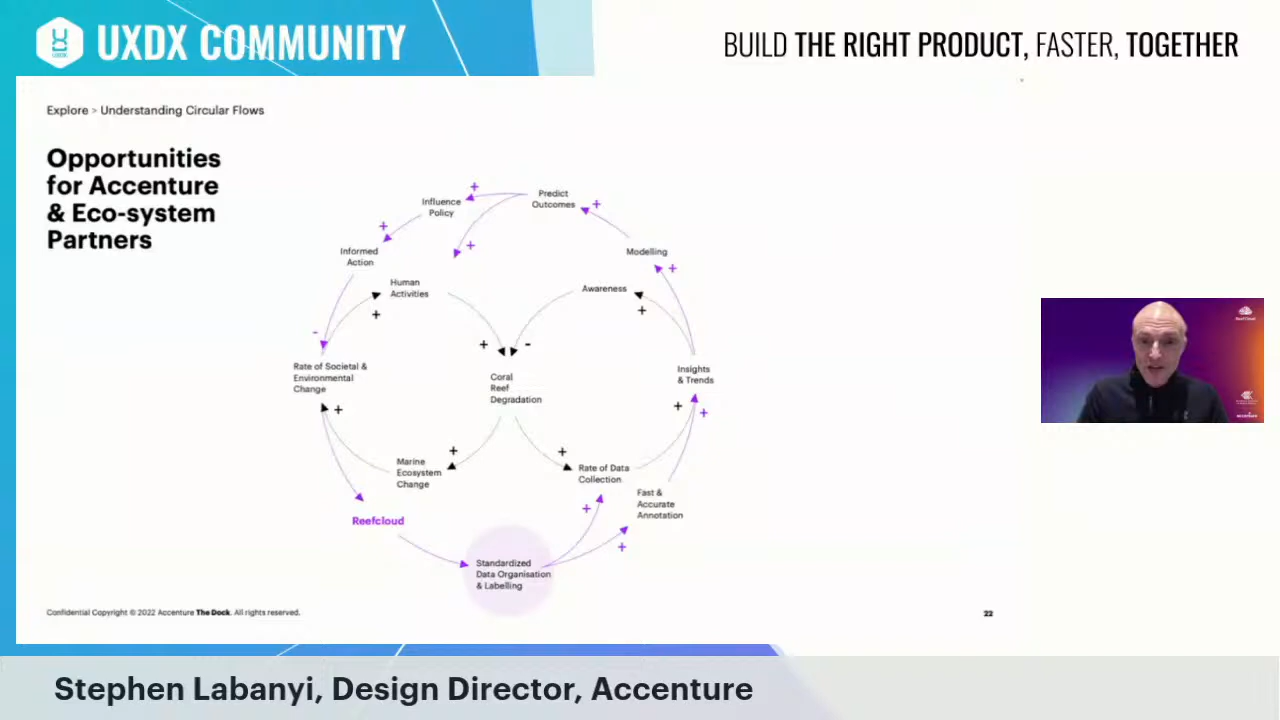 UXDX COMMUNITY
BUILD THE RIGHT PRODUCT, FASTER, TOGETHER
Explore > Understanding Circular Flows
Opportunities
for Accenture
& Eco-system
Partners
Predict
Outcomes
+
+
Influence
Policy
+
+
Informed
Action
Modelling
+
Human
Activities
+
Awareness
+
-
+
-
Rate of Societal &
Environmental
Change
+
Coral
Reef
Degradation
Insights
& Trends
+
+
Marine
Ecosystem
Change
+
+
Rate of Data
Collection
Fast &
Accurate
Annotation
+
+
Reefcloud
Standardized
Data Organisation
& Labelling
Confidential Copyright © 2022 Accenture The Dock. All rights reserved.
22
Stephen Labanyi, Design Director, Accenture